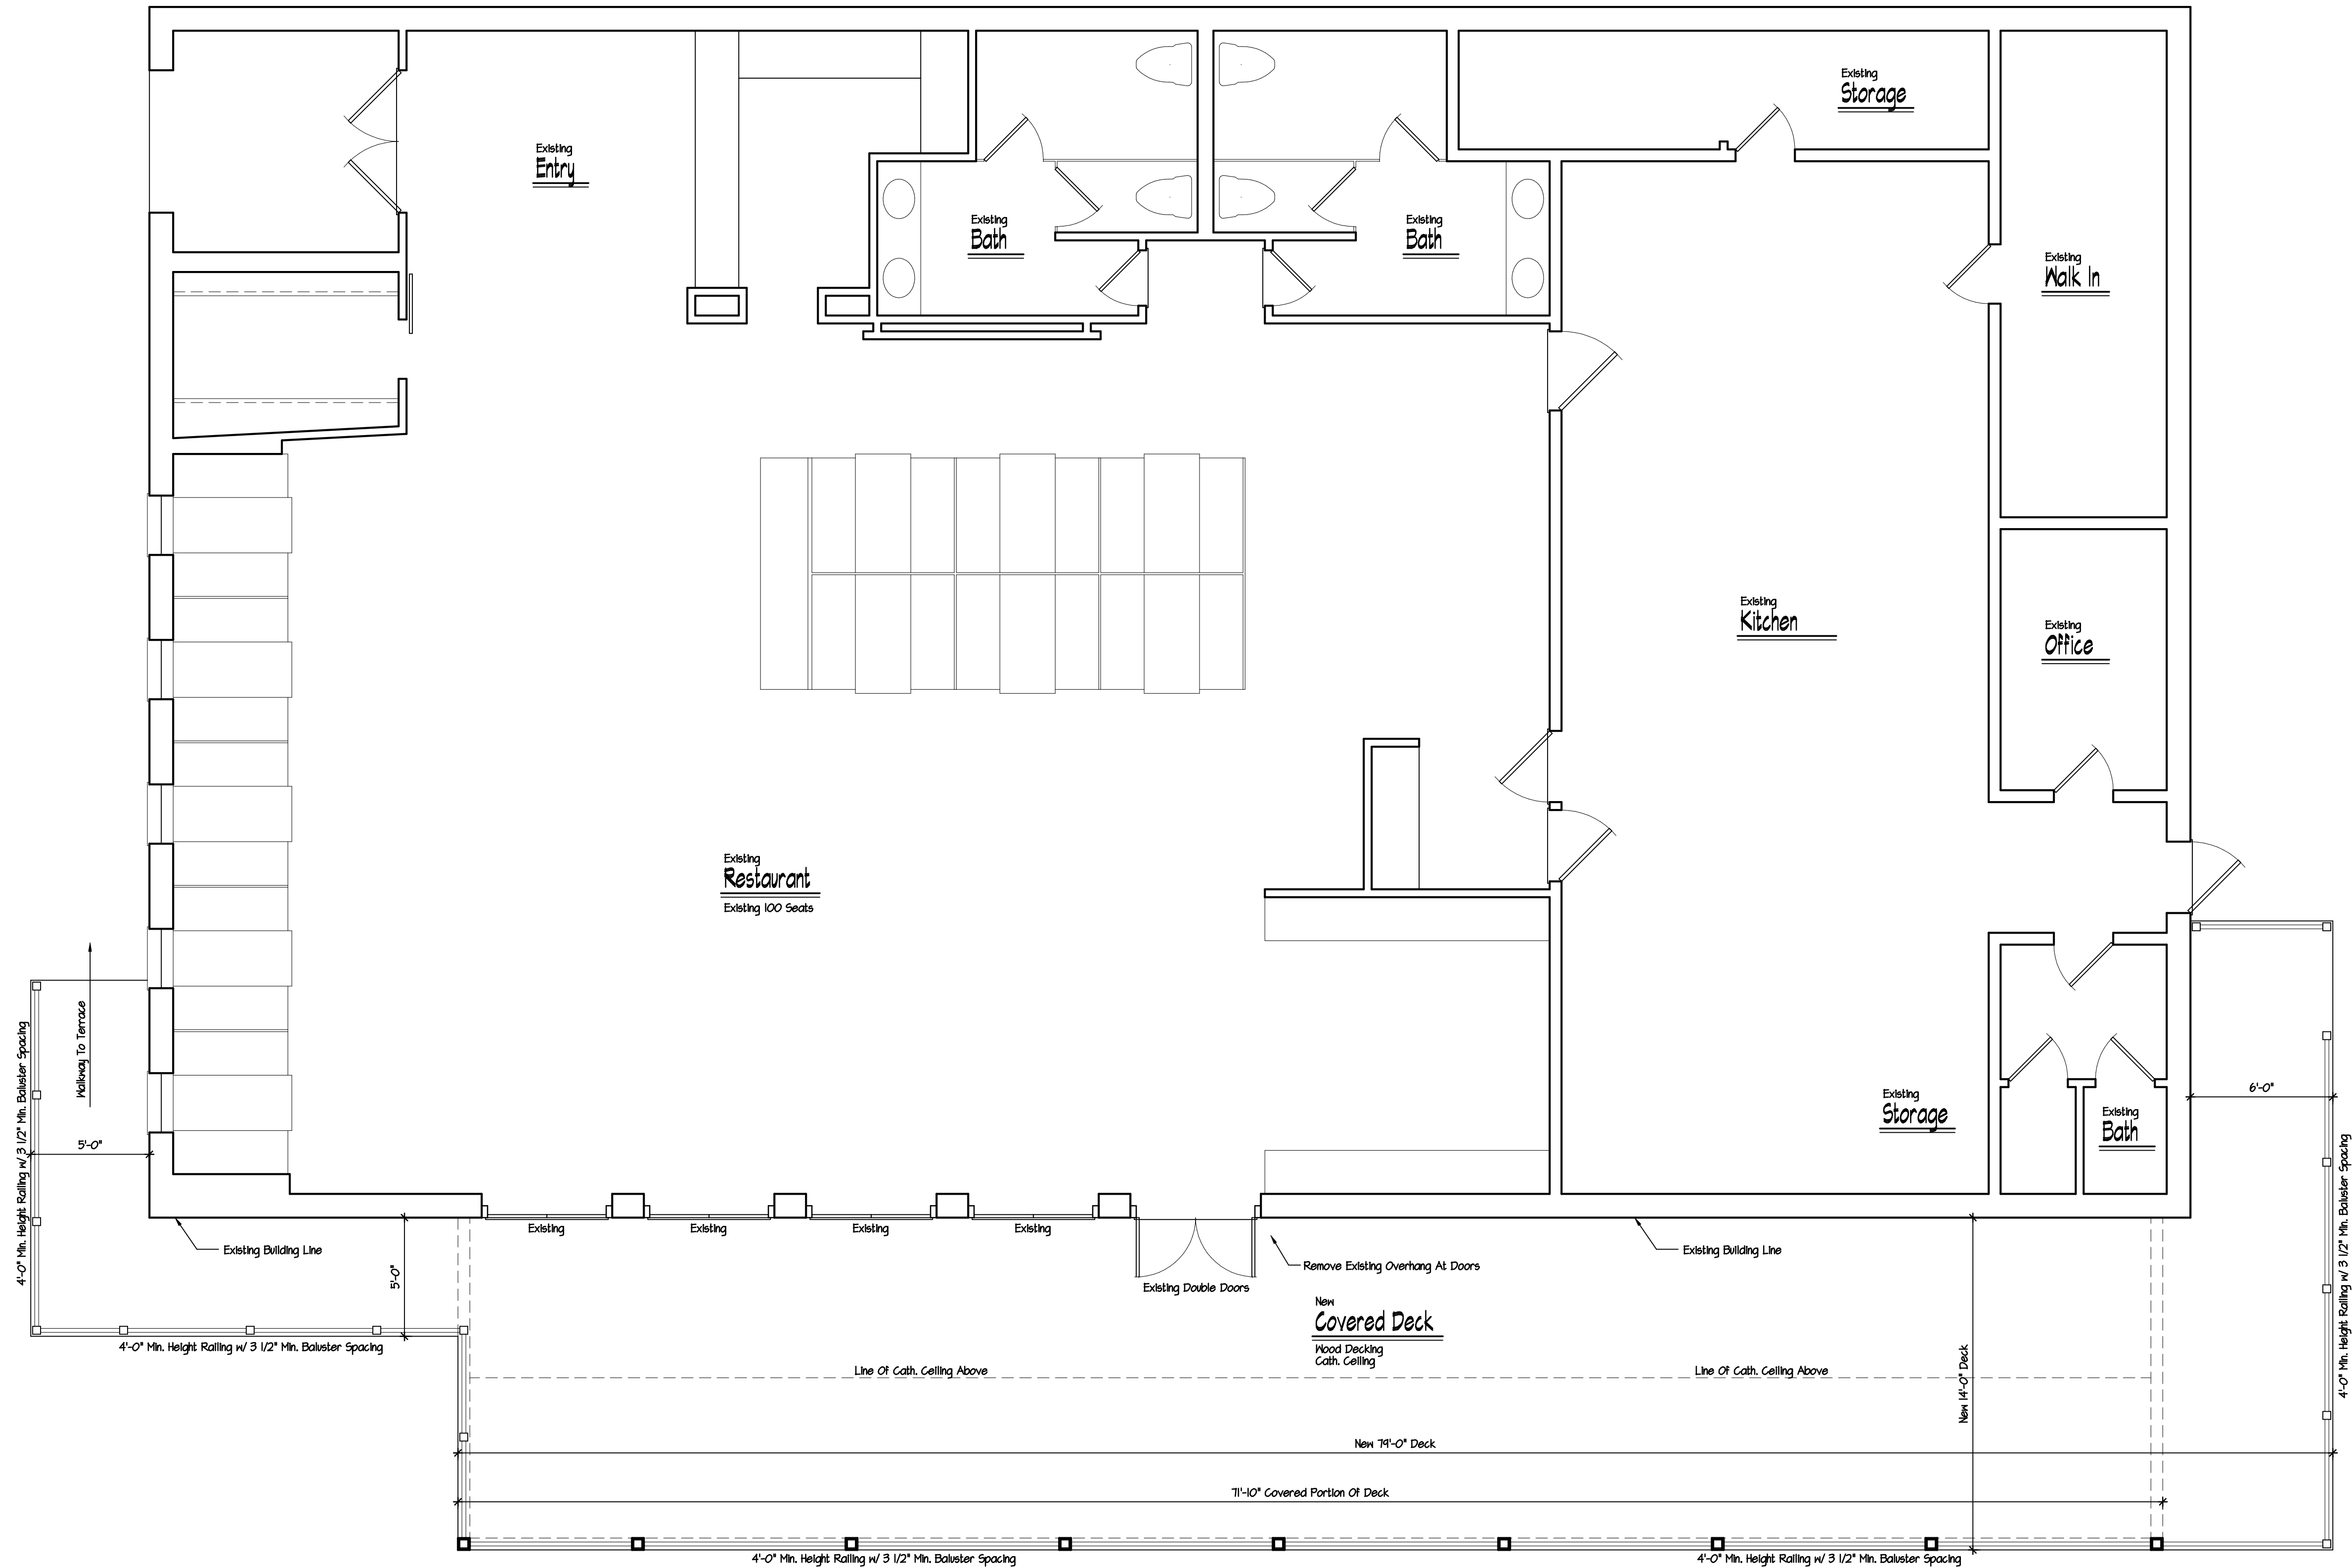 Existing
Storage
Existing
Entry
Existing
Bath
Existing
Bath
Existing
Walk In
Existing
Kitchen
Existing
Office
Existing
Restaurant
Existing 100 Seats
Walkway To Terrace
4'-0" Min. Height Railing w/ 3 1/2" Min. Baluster Spacing
5'-0"
Existing
Storage
Existing
Bath
6'-0"
4'-0" Min. Height Railing w/ 3 1/2" Min. Baluster Spacing
Existing
Existing
Existing
Existing
Existing Building Line
Existing Building Line
5'-0"
Remove Existing Overhang At Doors
Existing Double Doors
New
Covered Deck
Wood Decking
Cath. Ceiling
4'-0" Min. Height Railing w/ 3 1/2" Min. Baluster Spacing
Line Of Cath. Ceiling Above
Line Of Cath. Ceiling Above
New 14'-0" Deck
New 79'-0" Deck
71'-10" Covered Portion Of Deck
4'-0" Min. Height Railing w/ 3 1/2" Min. Baluster Spacing
4'-0" Min. Height Railing w/ 3 1/2" Min. Baluster Spacing